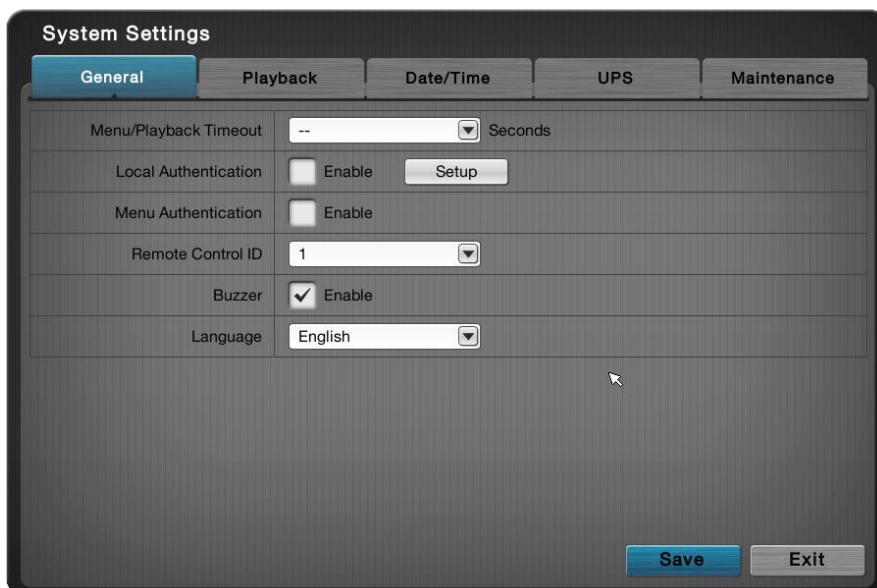 System Settings
General Playback Date/Time UPS Maintenance
Menu/Playback Timeout -- Seconds
Local Authentication Enable Setup
Menu Authentication Enable
Remote Control ID 1
Buzzer Enable
Language English
Save Exit